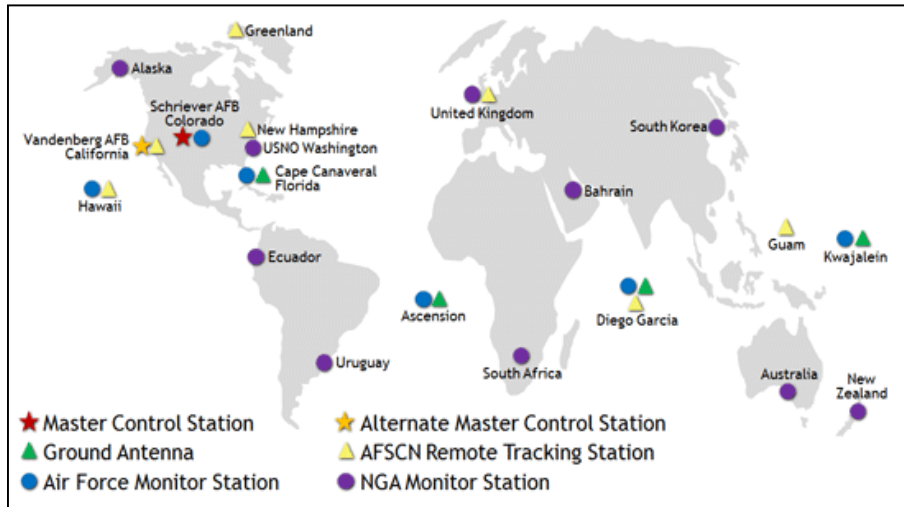 Greenland
Alaska
Schriever AFB
Colorado
Vandenberg AFB
California
New Hampshire
USNO Washington
Cape Canaveral
Florida
Hawaii
United Kingdom
South Korea
Bahrain
Guam
Kwajalein
Ecuador
Ascension
Diego Garcia
Uruguay
South Africa
Australia
New
Zealand
Master Control Station
Alternate Master Control Station
Ground Antenna
AFSCN Remote Tracking Station
Air Force Monitor Station
NGA Monitor Station